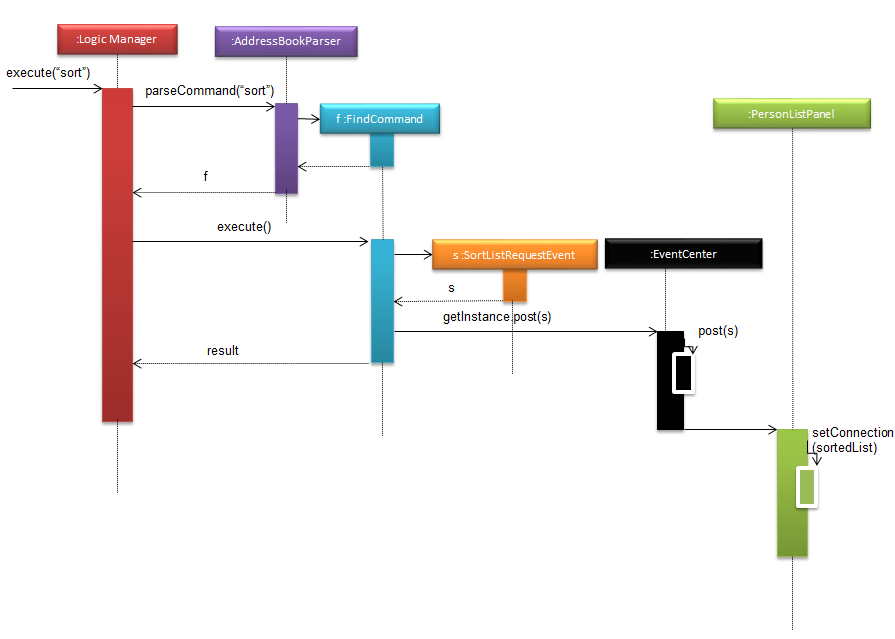 :Logic Manager
:AddressBookParser
execute(“sort”)
parseCommand(“sort”)
f :FindCommand
:PersonListPanel
f
execute()
s :SortListRequestEvent
:EventCenter
s
getInstance.post(s)
post(s)
result
setConnection
(sortedList)